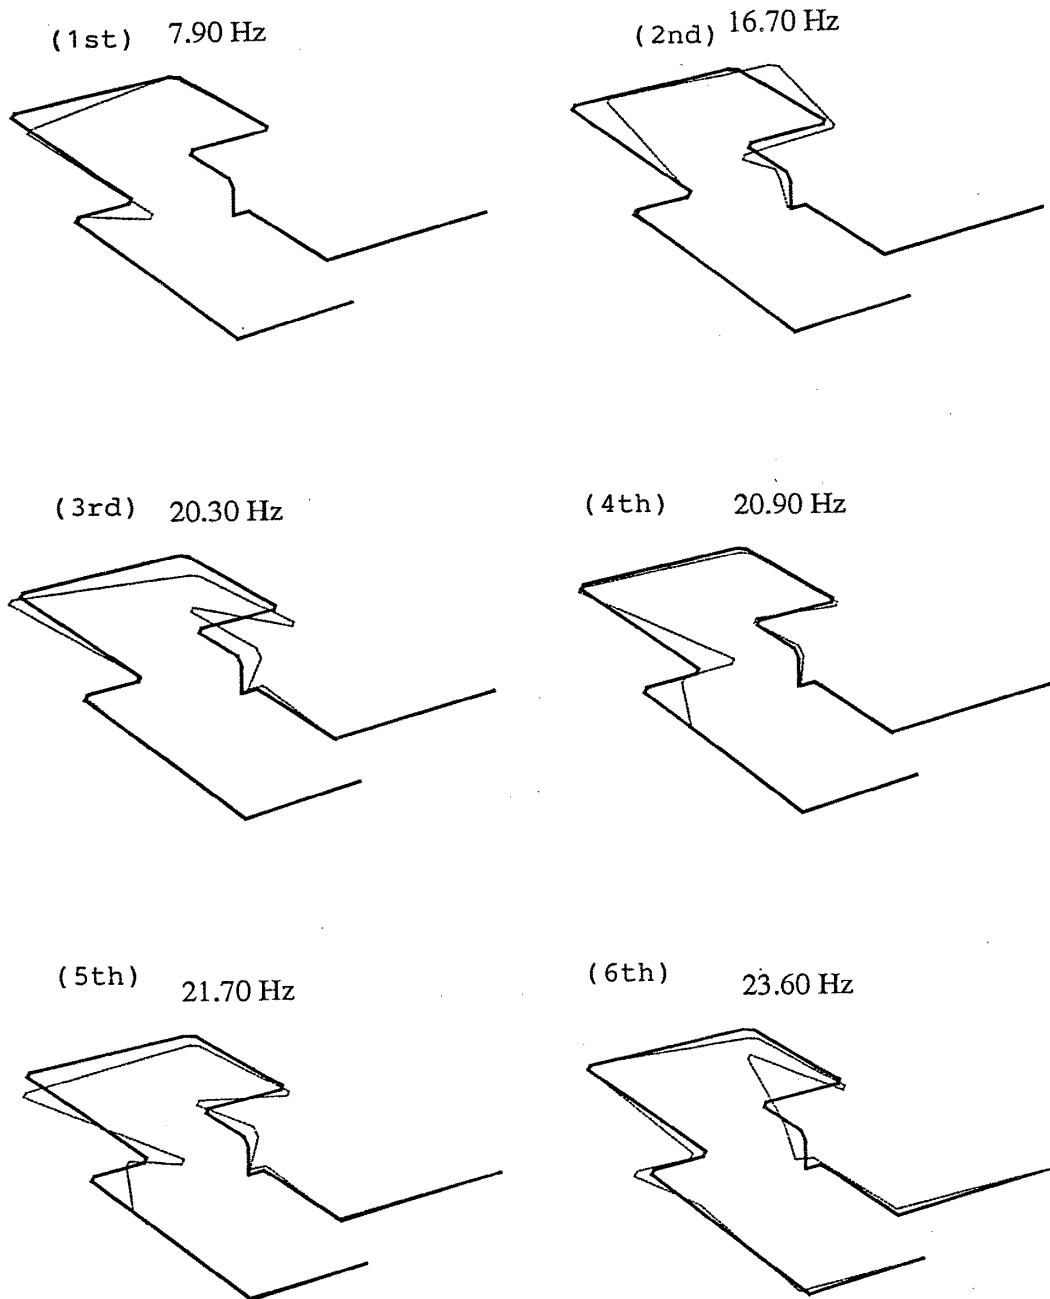 (1st) 7.90 Hz
(2nd) 16.70 Hz
(3rd) 20.30 Hz
(4th) 20.90 Hz
(5th) 21.70 Hz
(6th) 23.60 Hz